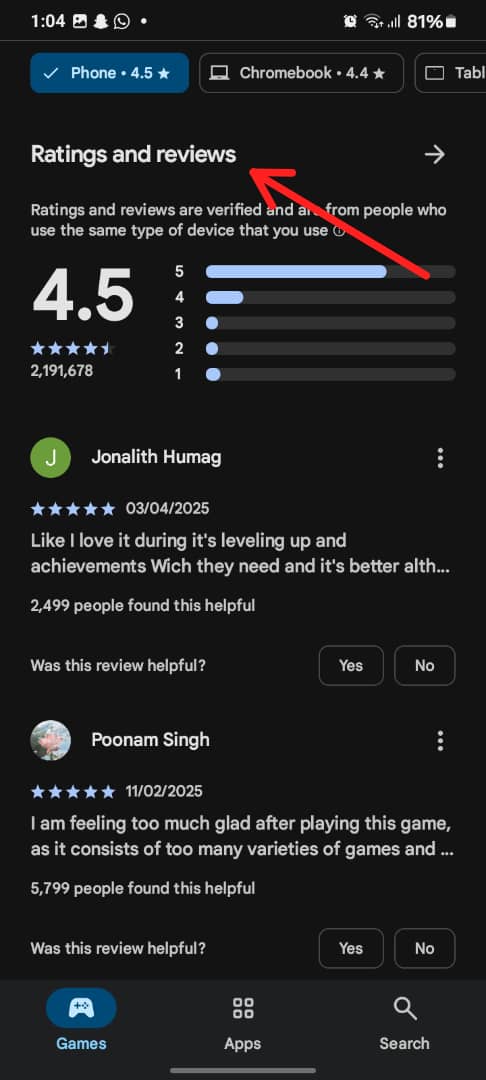 1:04
81%
Phone • 4.5 ★
Chromebook • 4.4 ★
Tabl
Ratings and reviews
Ratings and reviews are verified and are from people who
use the same type of device that you use
4.5
2,191,678
5
4
3
2
1
J
Jonalith Humag
03/04/2025
Like I love it during it's leveling up and
achievements Wich they need and it's better alth...
2,499 people found this helpful
Was this review helpful?
Yes
No
Poonam Singh
11/02/2025
I am feeling too much glad after playing this game,
as it consists of too many varieties of games and ...
5,799 people found this helpful
Was this review helpful?
Yes
No
Games
Apps
Search